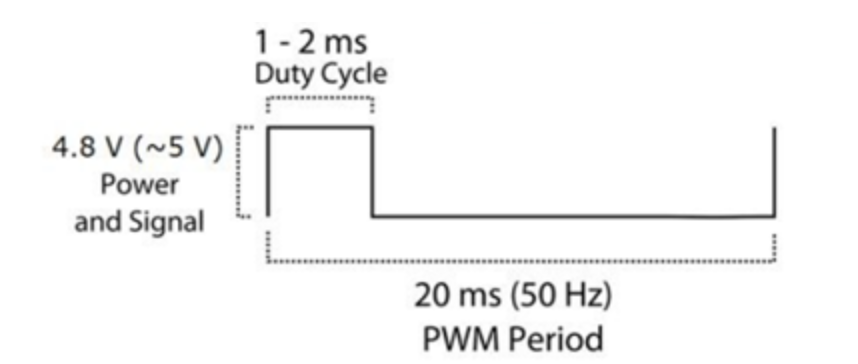 1 - 2 ms
Duty Cycle
4.8 V (~5 V)
Power
and Signal
20 ms (50 Hz)
PWM Period